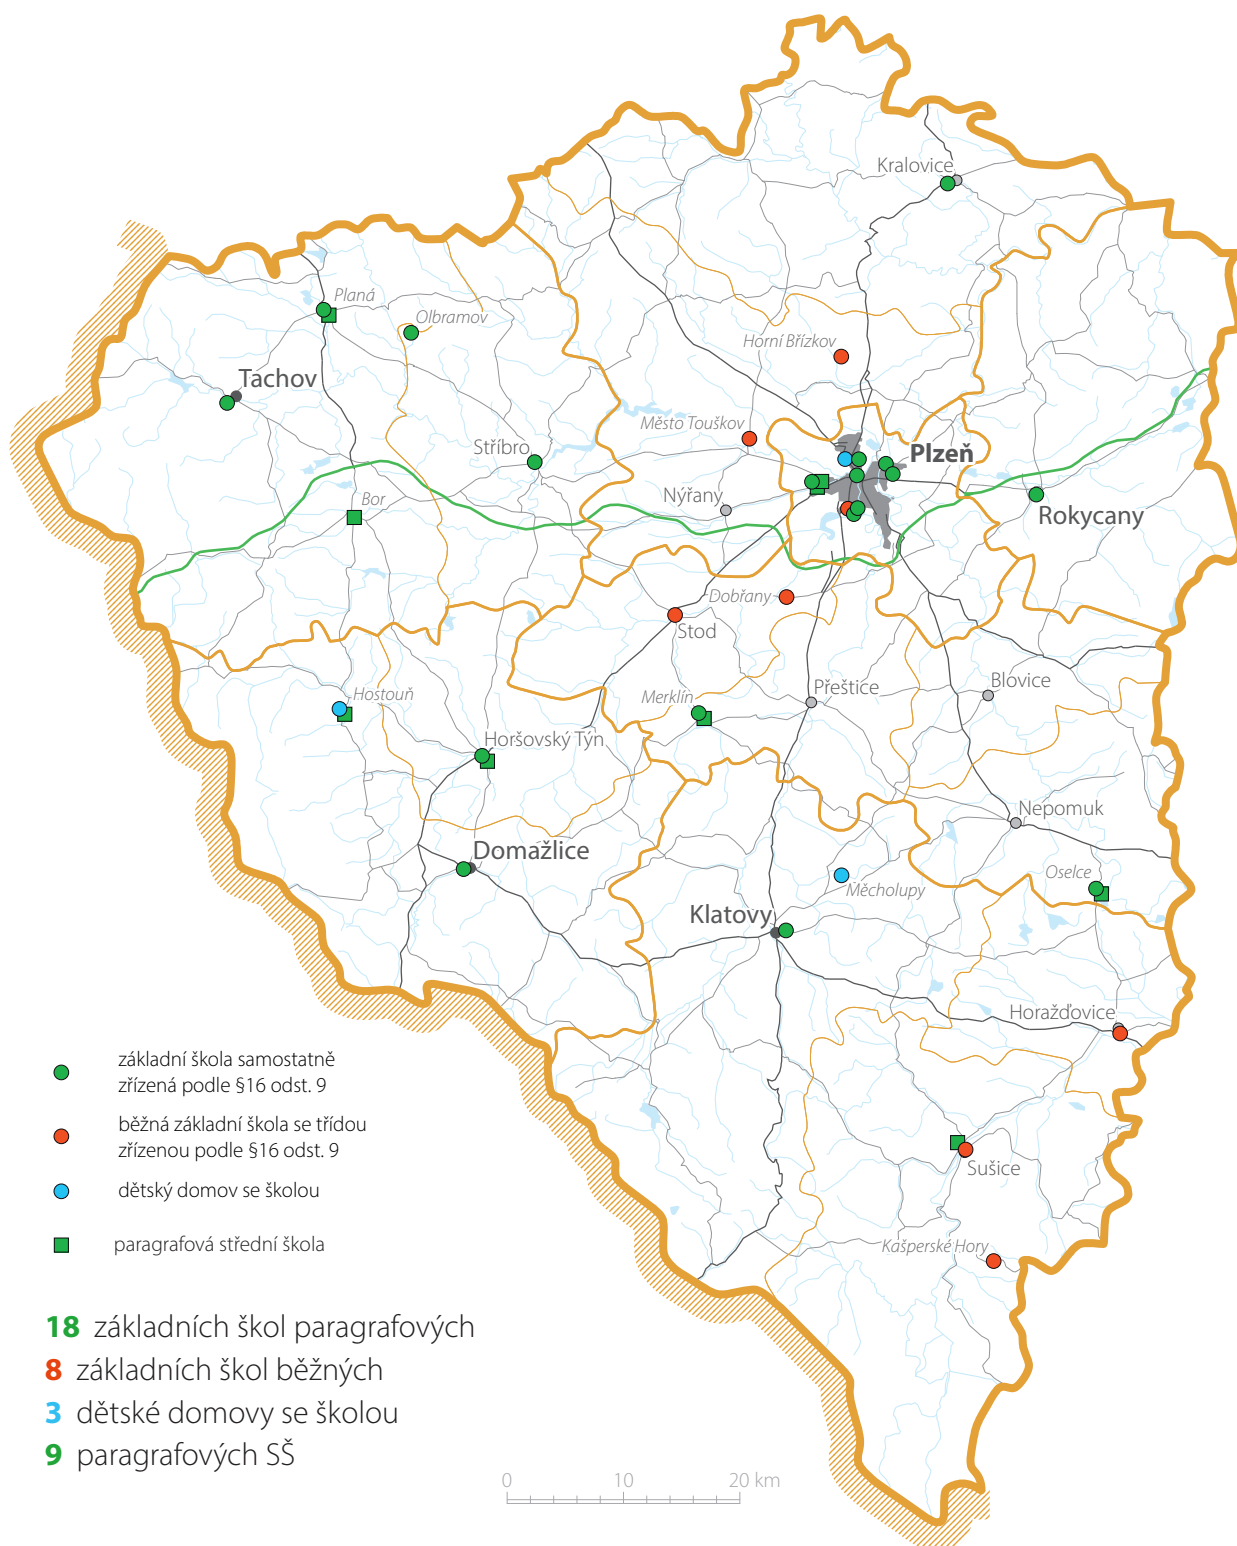 Kralovice
Planá
Olbramov
Horní Břízkov
Tachov
Město Touškov
Stříbro
Plzeň
Bor
Nýřany
Rokycany
Dobřany
Stod
Hostouň
Merklín
Přeštice
Blovice
Horšovský Týn
Nepomuk
Domažlice
Oselce
Měcholupy
Klatovy
Horažďovice
základní škola samostatně
zřízená podle §16 odst. 9
běžná základní škola se třídou
zřízenou podle §16 odst. 9
Sušice
dětský domov se školou
paragrafová střední škola
Kašperské Hory
18 základních škol paragrafových
8 základních škol běžných
3 dětské domovy se školou
9 paragrafových SŠ
0 10 20 km